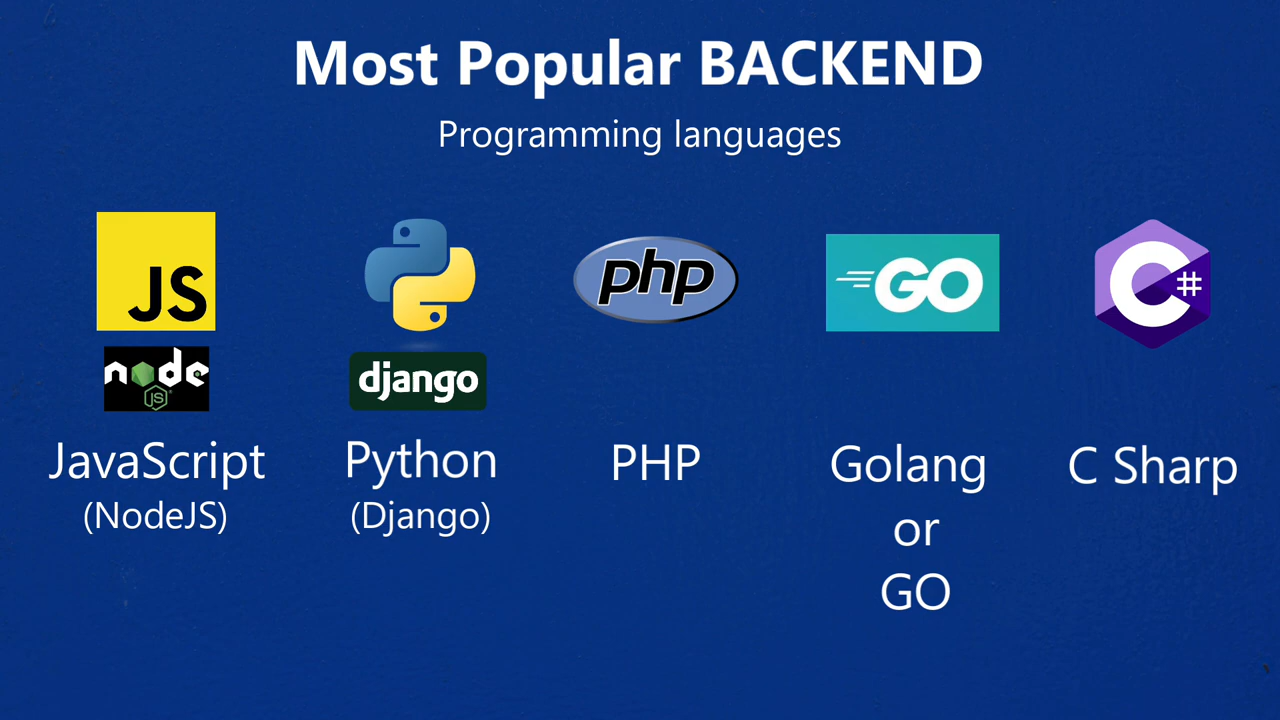 Most Popular BACKEND
Programming languages
JS
node
JS
django
php
GO
C#
JavaScript
(NodeJS)
Python
(Django)
PHP
Golang
or
GO
C Sharp